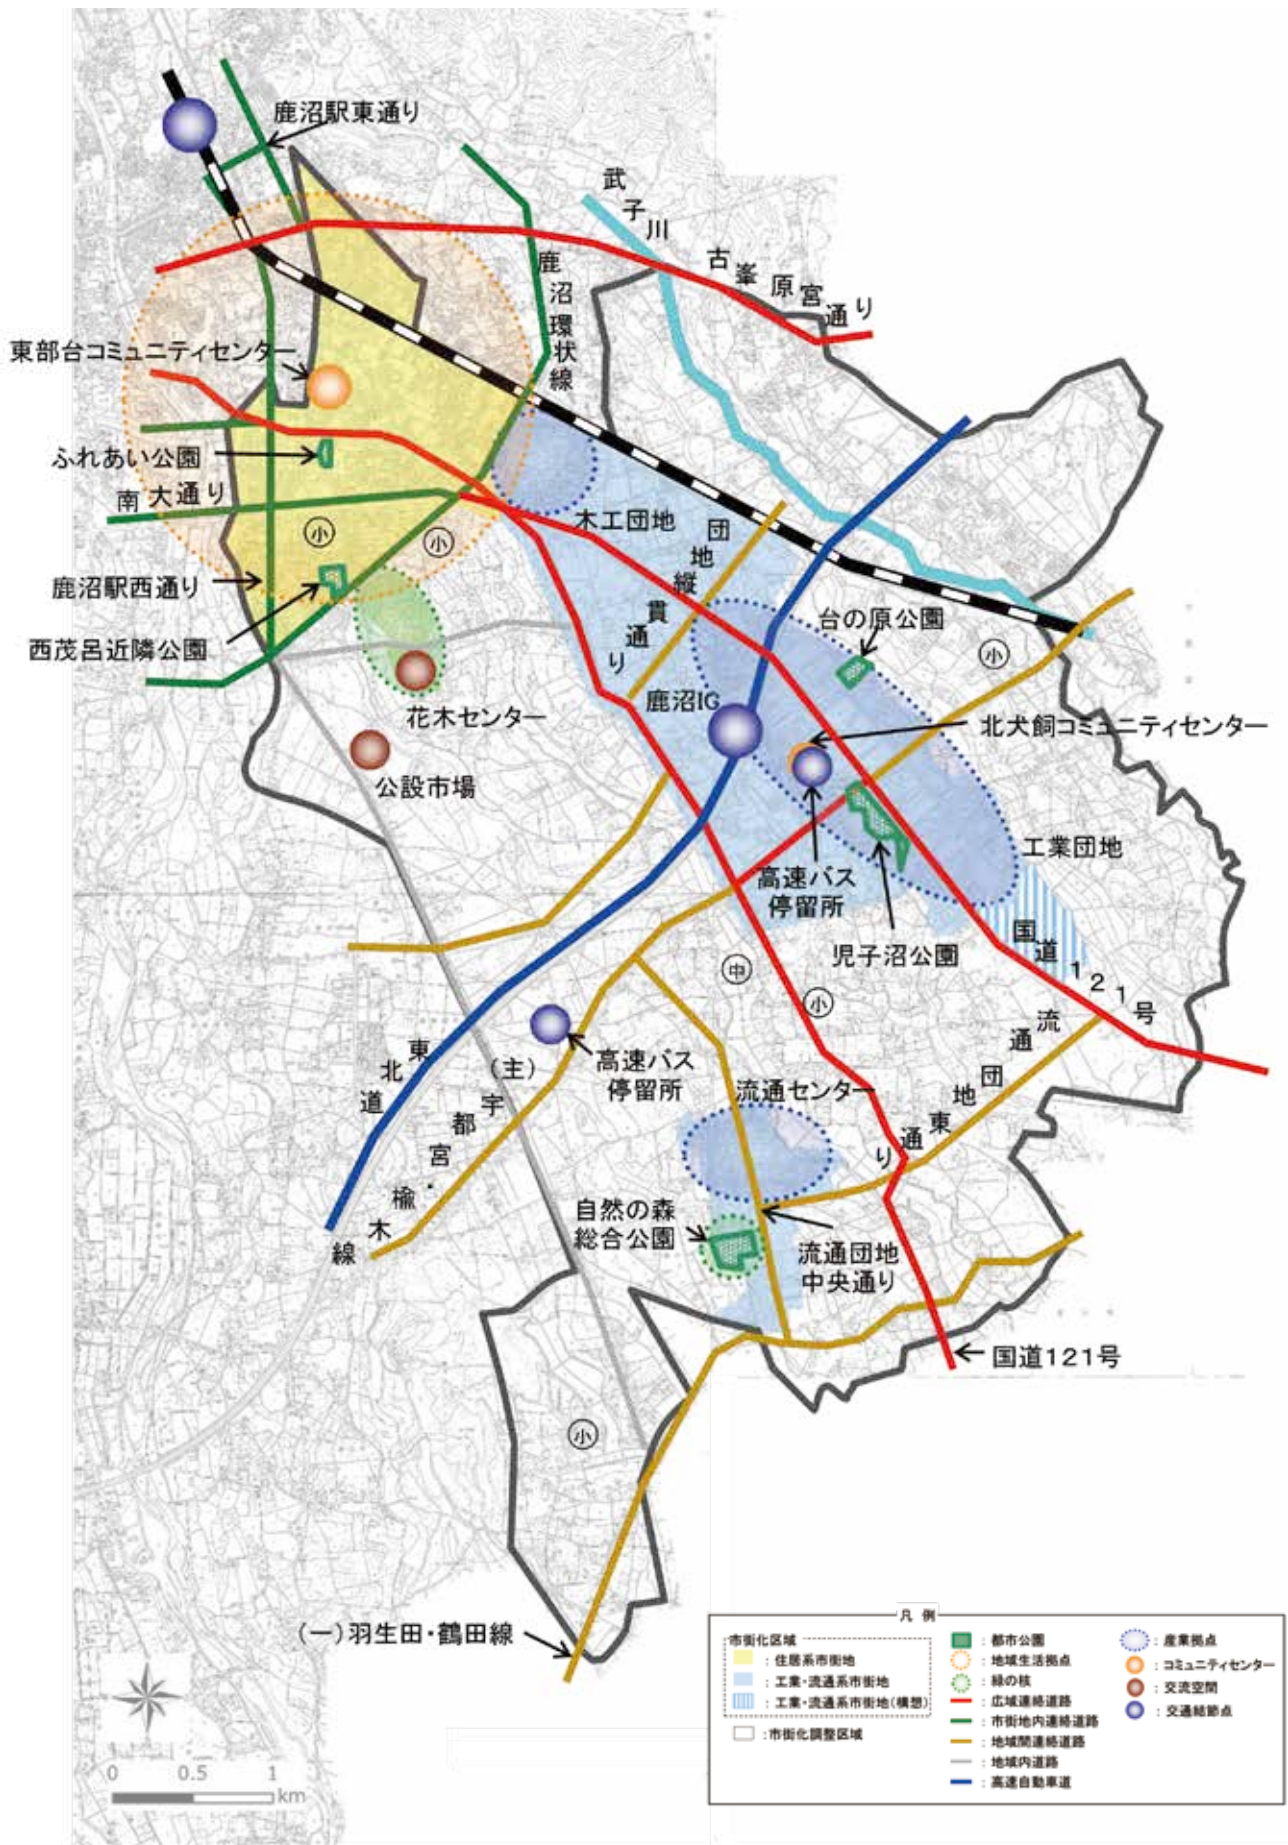 鹿沼駅東通り
武子川
古峯原宮通り
鹿沼環状線
東部台コミュニティセンター
ふれあい公園
南大通り
木工団地
団地縦貫通り
小
小
鹿沼駅西通り
台の原公園
西茂呂近隣公園
小
鹿沼IC
花木センター
北犬飼コミュニティセンター
公設市場
工業団地
高速バス
停留所
児子沼公園
国道121号
中
小
東北道
(主)宇都宮・楡木線
高速バス
停留所
流通センター
流通団地東通り
自然の森
総合公園
流通団地
中央通り
国道121号
小
(一)羽生田・鶴田線
凡 例
市街化区域
:住居系市街地
:工業・流通系市街地
:工業・流通系市街地(構想)
:市街化調整区域
:都市公園
:地域生活拠点
:緑の核
:広域連絡道路
:市街地内連絡道路
:地域間連絡道路
:地域内道路
:高速自動車道
:産業拠点
:コミュニティセンター
:交流空間
:交通結節点
0 0.5 1
km